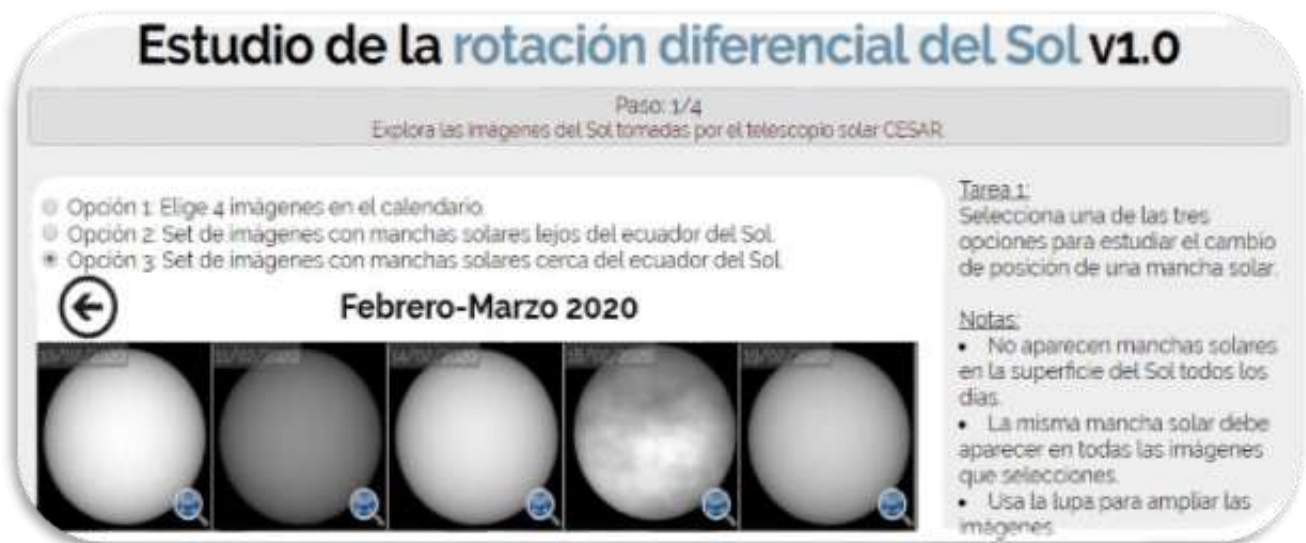 Estudio de la rotación diferencial del Sol v1.0
Paso: 1/4
Explora las imágenes del Sol tomadas por el telescopio solar CESAR
Opción 1: Elige 4 imágenes en el calendario.
Opción 2: Set de imágenes con manchas solares lejos del ecuador del Sol.
Opción 3: Set de imágenes con manchas solares cerca del ecuador del Sol.
Febrero-Marzo 2020
Tarea 1:
Selecciona una de las tres
opciones para estudiar el cambio
de posición de una mancha solar.
Notas:
• No aparecen manchas solares
en la superficie del Sol todos los
días.
• La misma mancha solar debe
aparecer en todas las imágenes
que selecciones.
• Usa la lupa para ampliar las
imágenes.